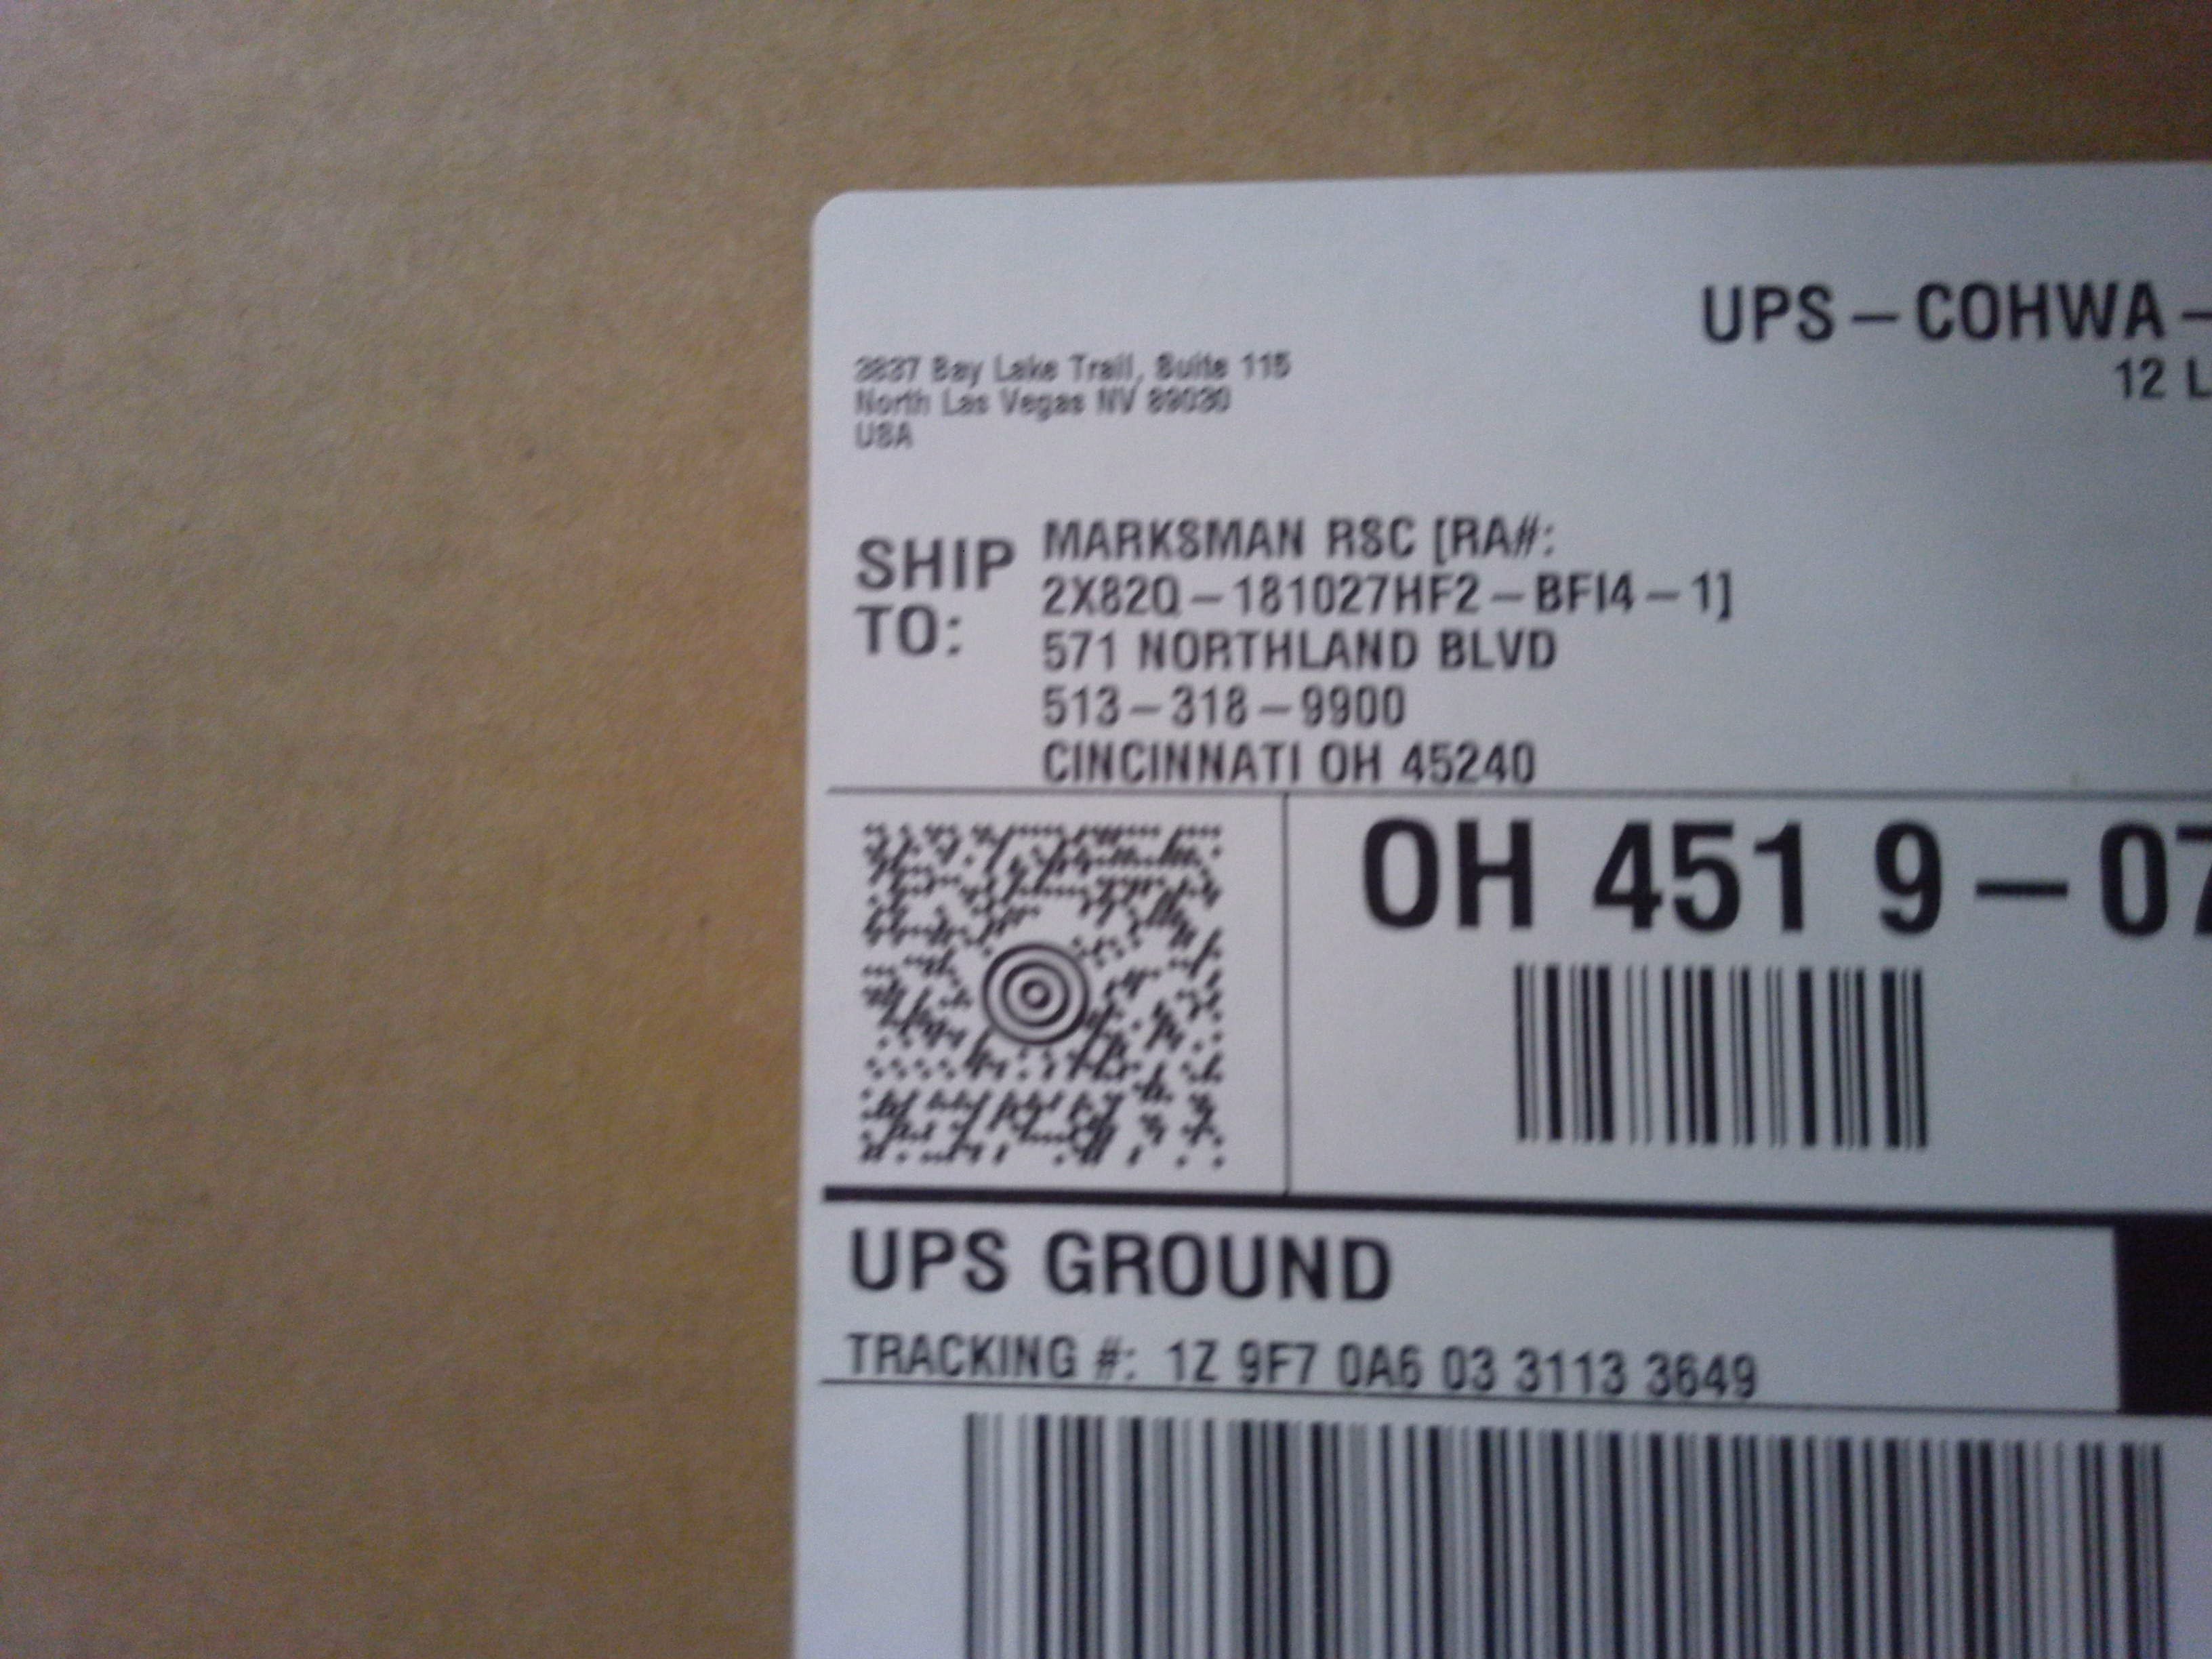 UPS – COHWA –
12 L
3837 Bay Lake Trail, Suite 115
North Las Vegas NV 89030
USA
SHIP TO:
MARKSMAN RSC [RA#:
2X82Q – 181027HF2 – BFI4 – 1]
571 NORTHLAND BLVD
513 – 318 – 9900
CINCINNATI OH 45240
OH 451 9 – 07
UPS GROUND
TRACKING #: 1Z 9F7 0A6 03 3113 3649